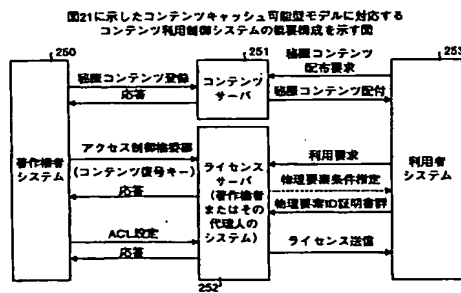 図21に示したコンテンツキャッシュ可能型モデルに対応する
コンテンツ利用制御システムの概要構成を示す図
250
251
253
著作権者
システム
秘匿コンテンツ登録
応答
コンテンツ
サーバ
秘匿コンテンツ
配布要求
秘匿コンテンツ配付
利用者
システム
アクセス制御権委譲
(コンテンツ復号キー)
応答
ACL設定
応答
ライセンス
サーバ
(著作権者
またはその
代理人の
システム)
利用要求
物理要素条件指定
物理要素ID証明書群
ライセンス送信
252